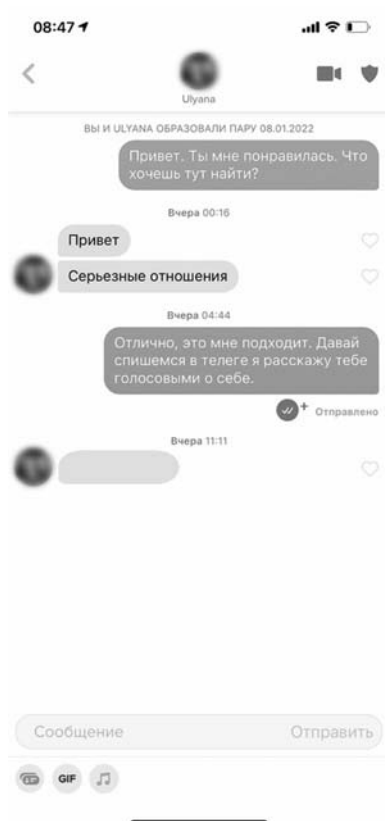 08:47
Ulyana
ВЫ И ULYANA ОБРАЗОВАЛИ ПАРУ 08.01.2022
Привет. Ты мне понравилась. Что
хочешь тут найти?
Вчера 00:16
Привет
Серьезные отношения
Вчера 04:44
Отлично, это мне подходит. Давай
спишемся в телеге я расскажу тебе
голосовыми о себе.
Отправлено
Вчера 11:11
Сообщение Отправить
GIF